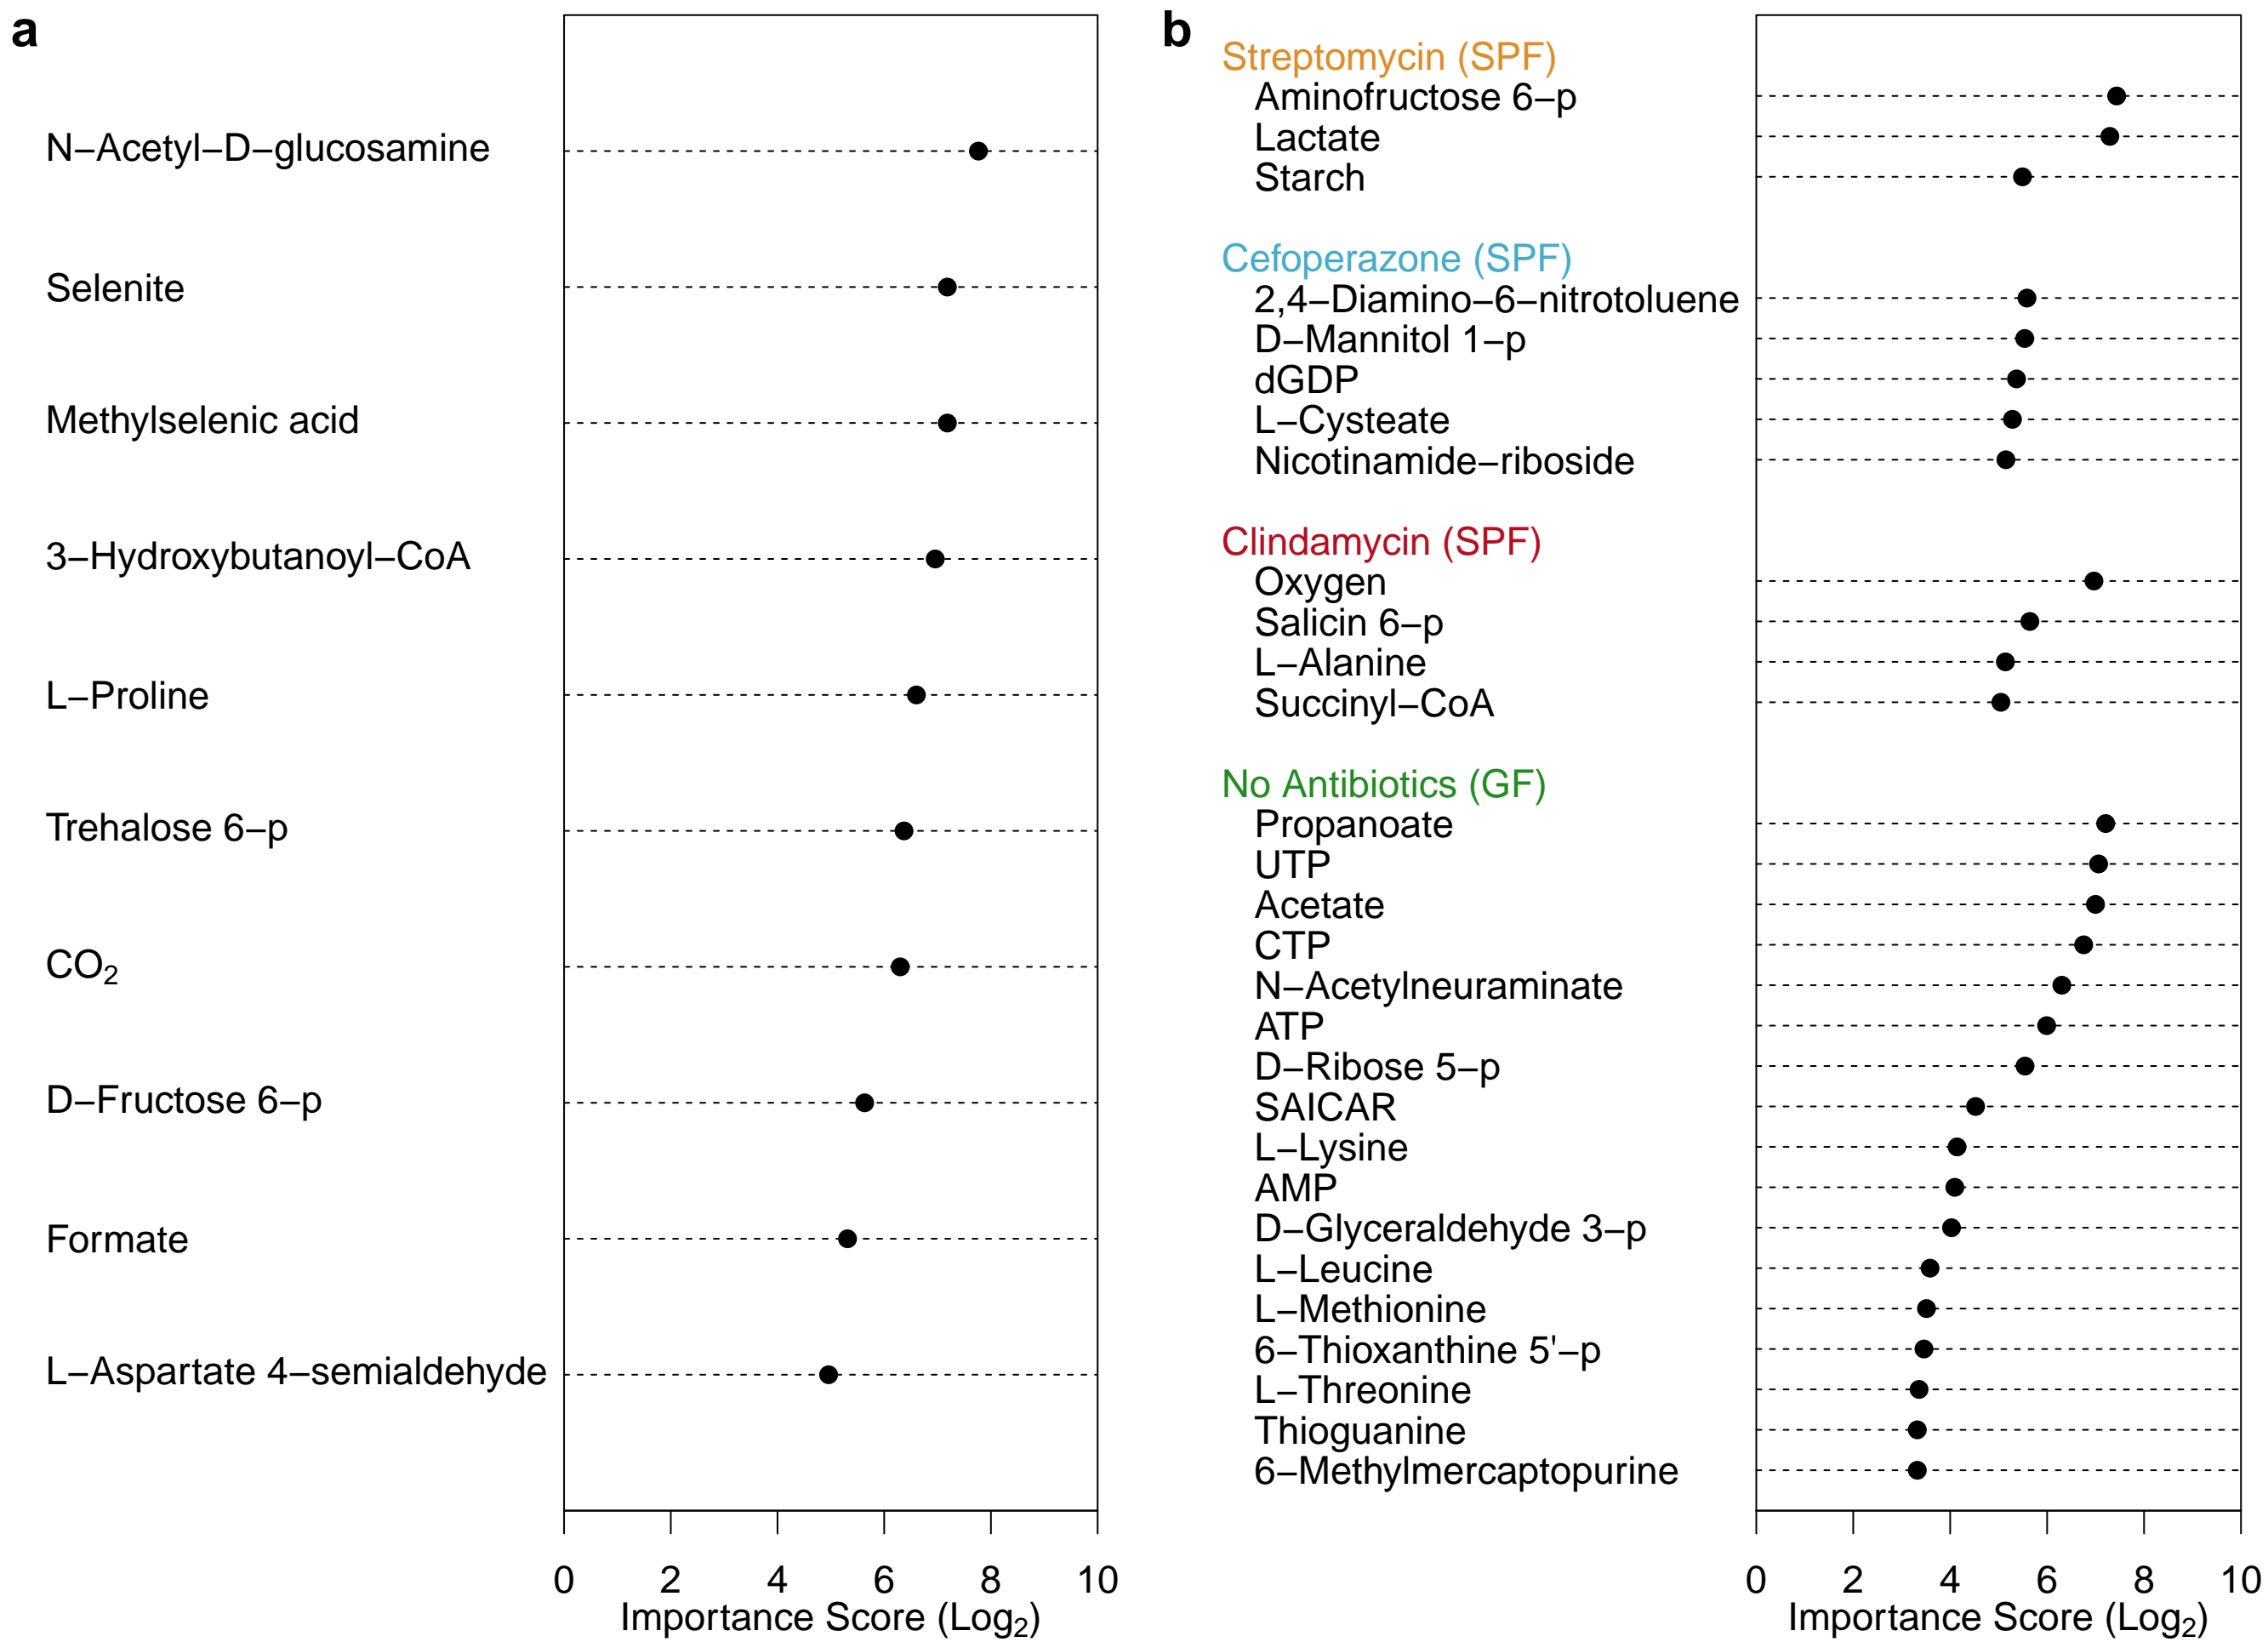 a
N–Acetyl–D–glucosamine
Selenite
Methylselenic acid
3–Hydroxybutanoyl–CoA
L–Proline
Trehalose 6–p
CO₂
D–Fructose 6–p
Formate
L–Aspartate 4–semialdehyde
0 2 4 6 8 10
Importance Score (Log₂)
b
Streptomycin (SPF)
Aminofructose 6–p
Lactate
Starch
Cefoperazone (SPF)
2,4–Diamino–6–nitrotoluene
D–Mannitol 1–p
dGDP
L–Cysteate
Nicotinamide–riboside
Clindamycin (SPF)
Oxygen
Salicin 6–p
L–Alanine
Succinyl–CoA
No Antibiotics (GF)
Propanoate
UTP
Acetate
CTP
N–Acetylneuraminate
ATP
D–Ribose 5–p
SAICAR
L–Lysine
AMP
D–Glyceraldehyde 3–p
L–Leucine
L–Methionine
6–Thioxanthine 5'–p
L–Threonine
Thioguanine
6–Methylmercaptopurine
0 2 4 6 8 10
Importance Score (Log₂)